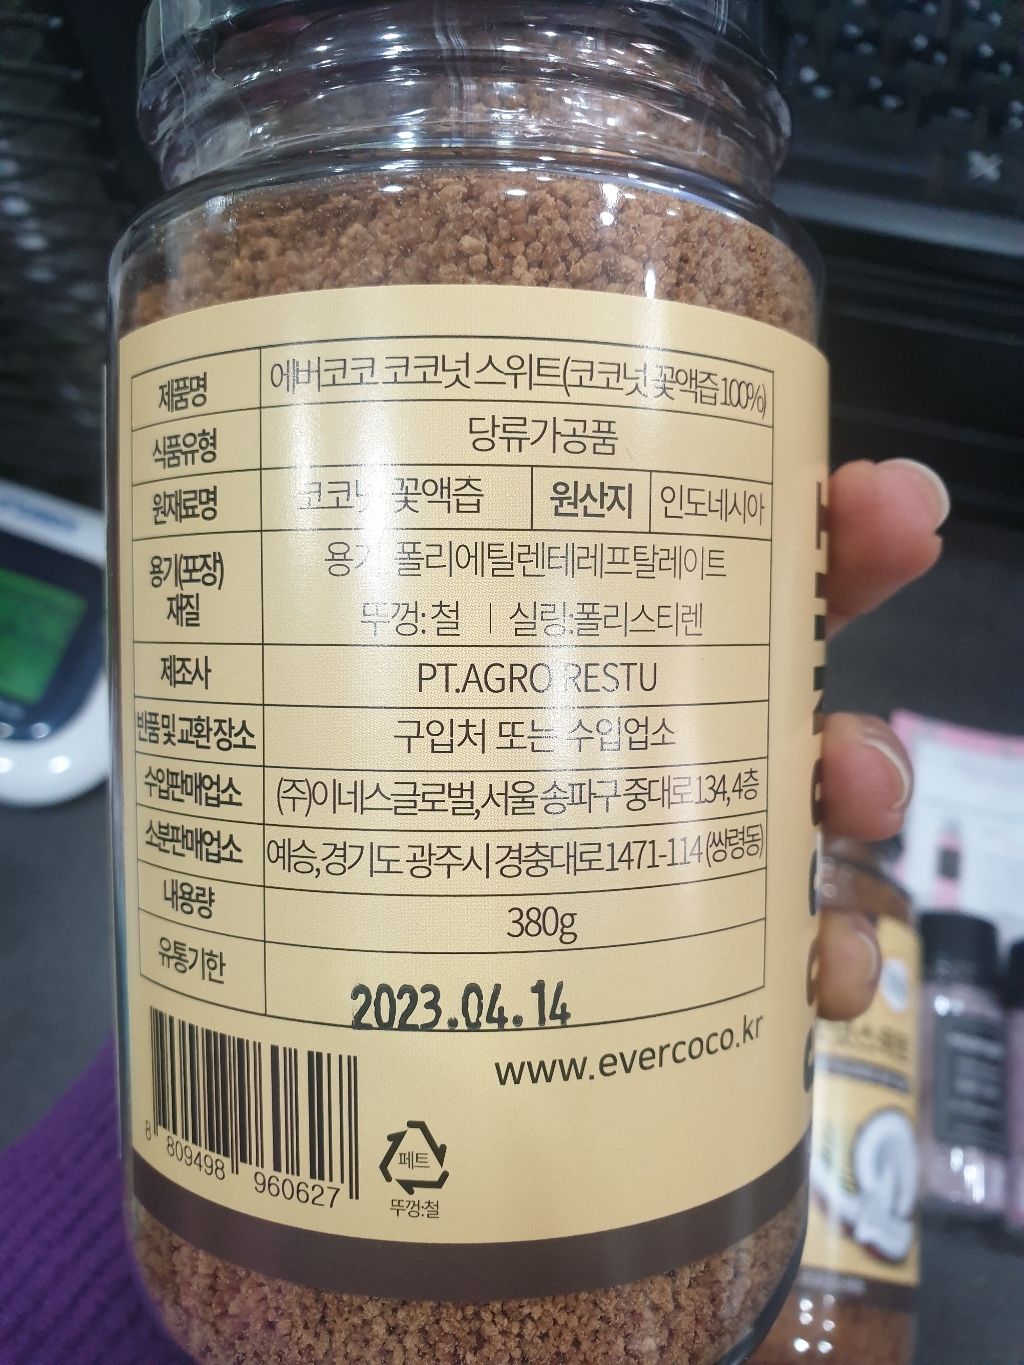 제품명 에버코코 코코넛 스위트(코코넛 꽃액즙 100%)
식품유형 당류가공품
원재료명 코코넛 꽃액즙 원산지 인도네시아
용기(포장) 재질 용기 폴리에틸렌테레프탈레이트
뚜껑:철 | 실링:폴리스티렌
제조사 PT.AGRO RESTU
반품 및 교환 장소 구입처 또는 수입업소
수입판매업소 (주)이네스글로벌, 서울 송파구 중대로134, 4층
소분판매업소 예승, 경기도 광주시 경충대로1471-114 (쌍령동)
내용량 380g
유통기한 2023.04.14
www.evercoco.kr
8 809498 960627
페트
뚜껑:철